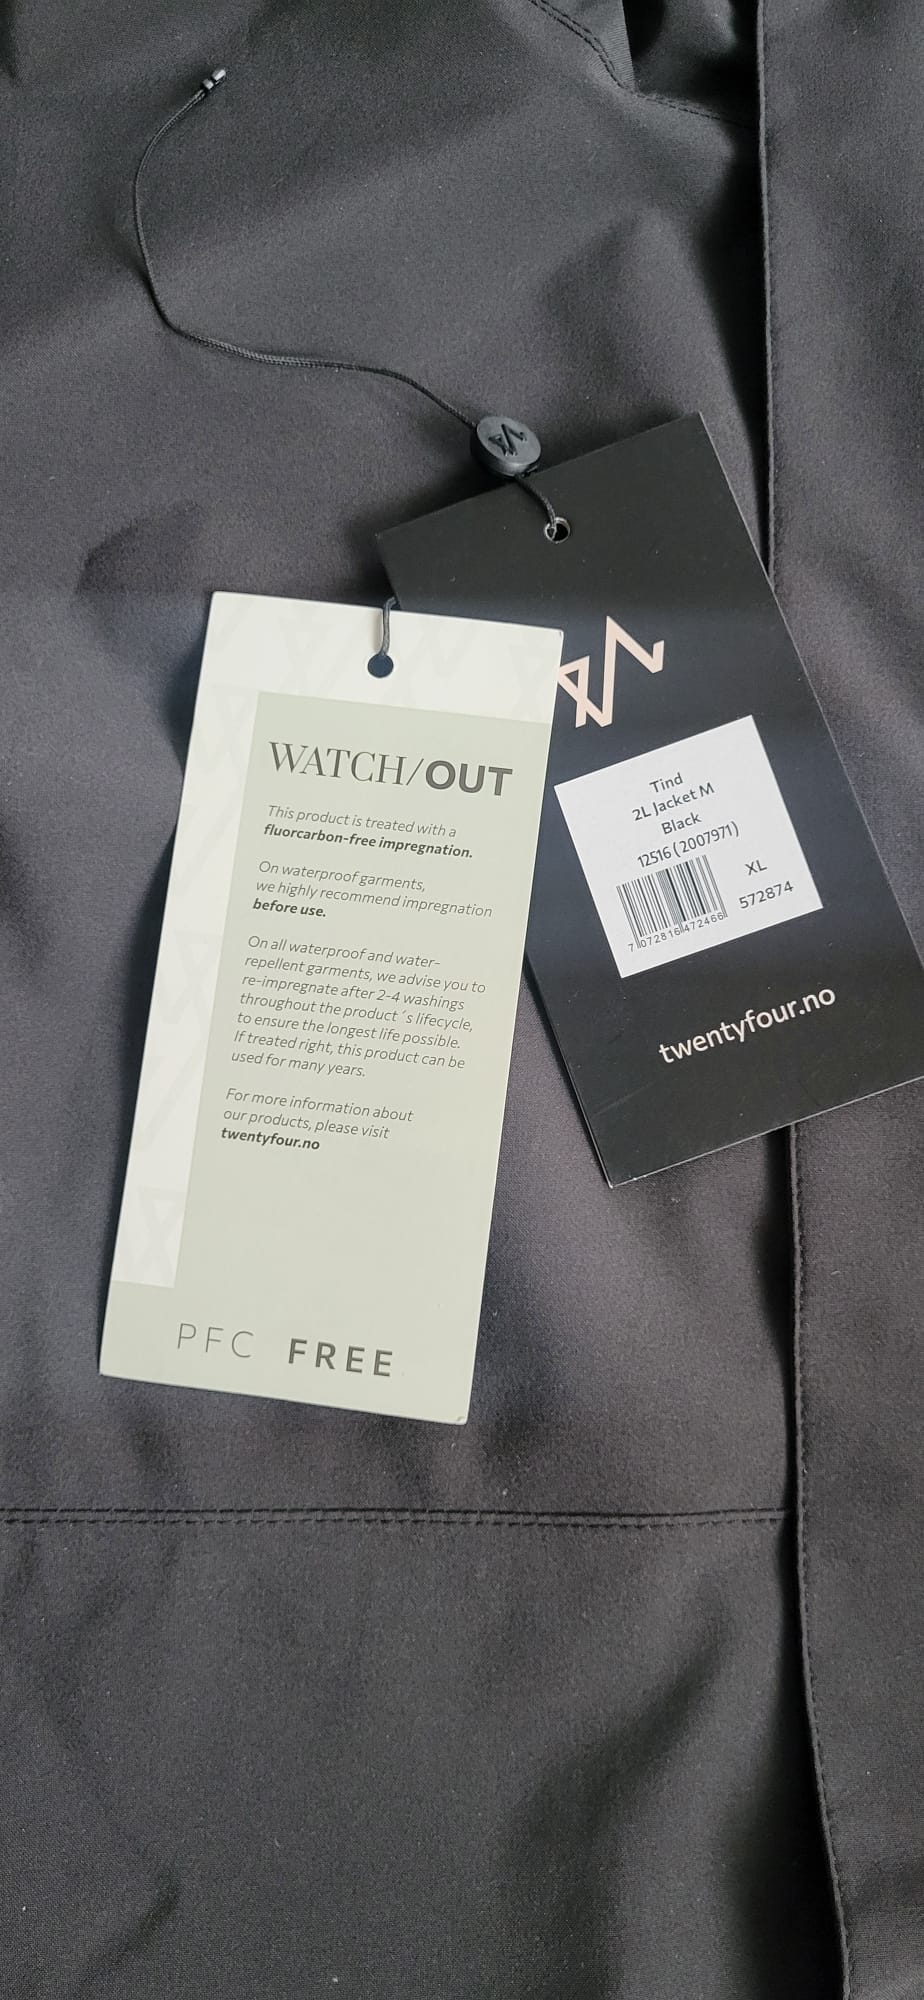 WATCH/OUT
This product is treated with a
fluorcarbon-free impregnation.
On waterproof garments,
we highly recommend impregnation
before use.
On all waterproof and water-
repellent garments, we advise you to
re-impregnate after 2-4 washings
throughout the product´s lifecycle,
to ensure the longest life possible.
If treated right, this product can be
used for many years.
For more information about
our products, please visit
twentyfour.no
PFC FREE
Tind
2L Jacket M
Black
12516 (2007971)
XL
7 072816 472466
572874
twentyfour.no